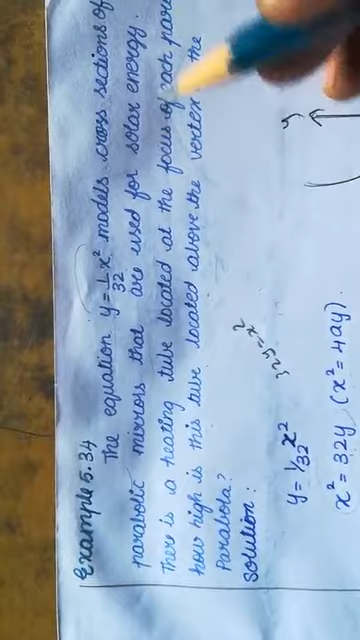 Example 5.34
The equation y = 1/32 x² models cross sections of
parabolic mirrors that are used for solar energy.
There is a heating tube located at the focus of each
how high is this tube located above the vertex the
Parabola?
Solution:
32y = x²
y = 1/32 x²
x² = 32y (x² = 4ay).
y